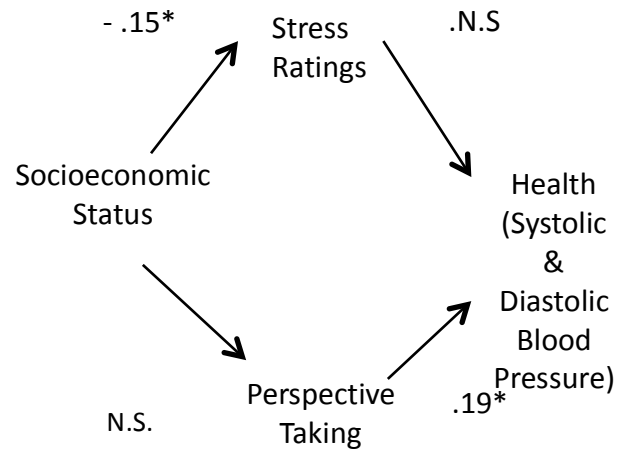 - .15*
Stress
Ratings
.N.S
Socioeconomic
Status
Health
(Systolic
&
Diastolic
Blood
Pressure)
N.S.
Perspective
Taking
.19*